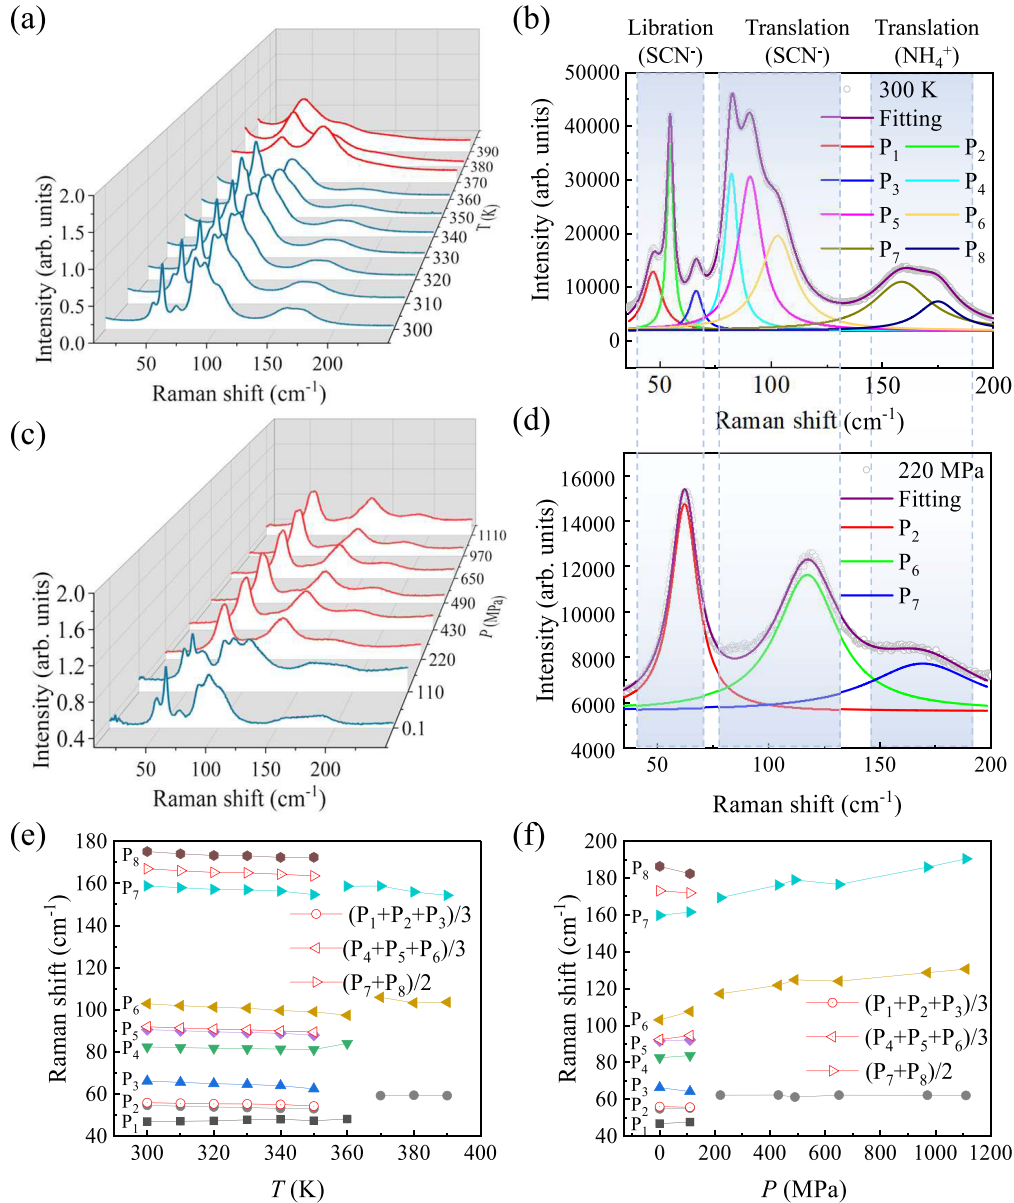 (a)
Intensity (arb. units)
2.0
1.5
1.0
0.5
0.0
50
100
150
200
Raman shift (cm⁻¹)
300
310
320
330
340
350
360
370
380
390
T (K)
(b)
Libration
(SCN⁻)
Translation
(SCN⁻)
Translation
(NH₄⁺)
Intensity (arb. units)
50000
40000
30000
20000
10000
0
300 K
Fitting
P₁
P₂
P₃
P₄
P₅
P₆
P₇
P₈
50
100
150
200
Raman shift (cm⁻¹)
(c)
Intensity (arb. units)
2.0
1.6
1.2
0.8
0.4
50
100
150
200
Raman shift (cm⁻¹)
0.1
110
220
430
490
650
970
1110
P (MPa)
(d)
Intensity (arb. units)
16000
14000
12000
10000
8000
6000
4000
220 MPa
Fitting
P₂
P₆
P₇
50
100
150
200
Raman shift (cm⁻¹)
(e)
Raman shift (cm⁻¹)
180
160
140
120
100
80
60
40
P₈
P₇
P₆
P₅
P₄
P₃
P₂
P₁
(P₁+P₂+P₃)/3
(P₄+P₅+P₆)/3
(P₇+P₈)/2
300
320
340
360
380
400
T (K)
(f)
Raman shift (cm⁻¹)
200
180
160
140
120
100
80
60
40
P₈
P₇
P₆
P₅
P₄
P₃
P₂
P₁
(P₁+P₂+P₃)/3
(P₄+P₅+P₆)/3
(P₇+P₈)/2
0
200
400
600
800
1000
1200
P (MPa)